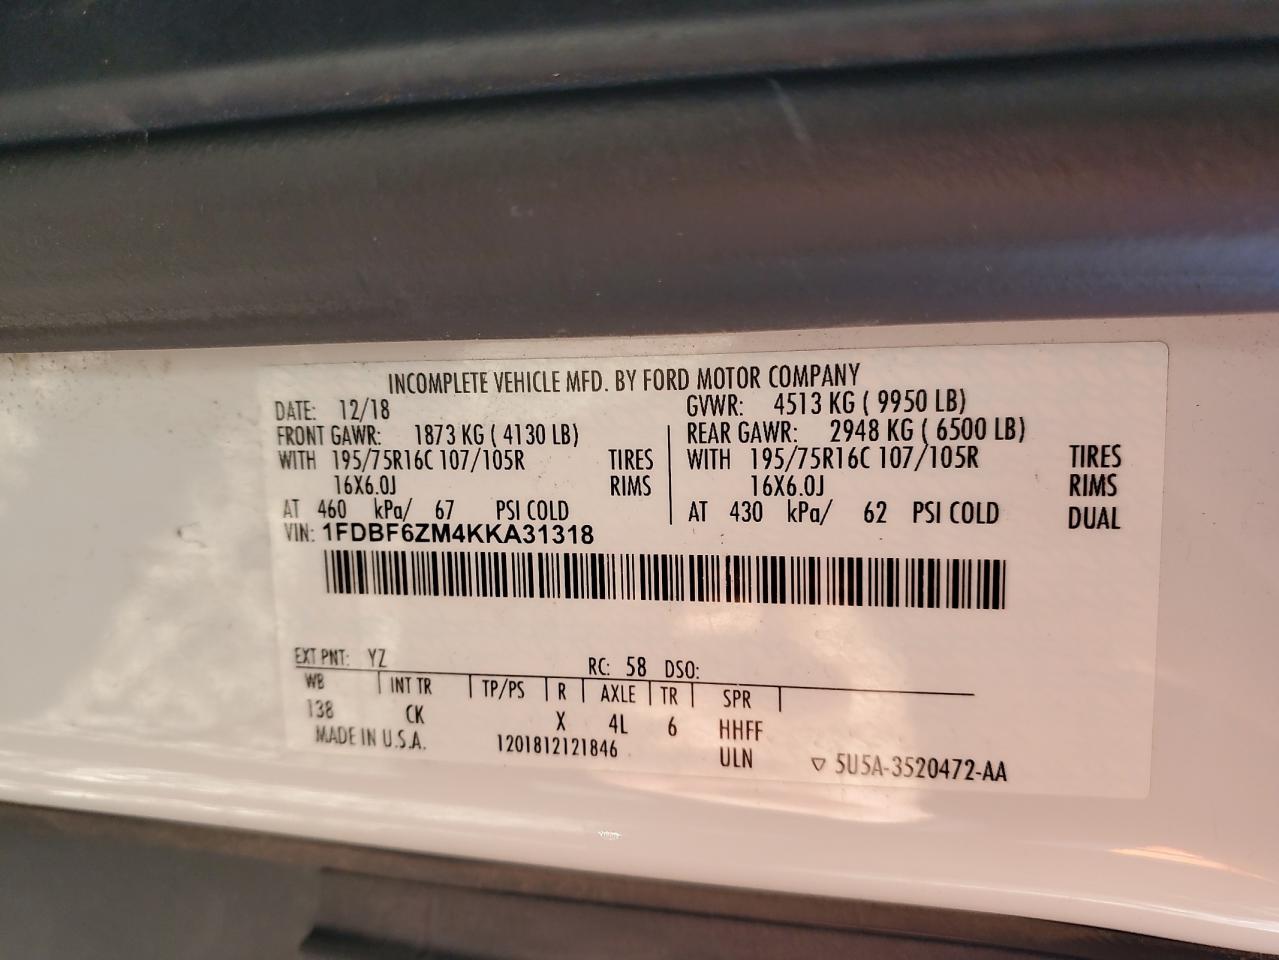 INCOMPLETE VEHICLE MFD. BY FORD MOTOR COMPANY
DATE: 12/18 GVWR: 4513 KG ( 9950 LB)
FRONT GAWR: 1873 KG ( 4130 LB) REAR GAWR: 2948 KG ( 6500 LB)
WITH 195/75R16C 107/105R TIRES WITH 195/75R16C 107/105R TIRES
16X6.0J RIMS 16X6.0J RIMS
AT 460 kPa/ 67 PSI COLD AT 430 kPa/ 62 PSI COLD DUAL
VIN: 1FDBF6ZM4KKA31318
EXT PNT: YZ RC: 58 DSO:
WB INT TR TP/PS R AXLE TR SPR
138 CK X 4L 6 HHFF
MADE IN U.S.A. 1201812121846 ULN ▽ 5U5A-3520472-AA